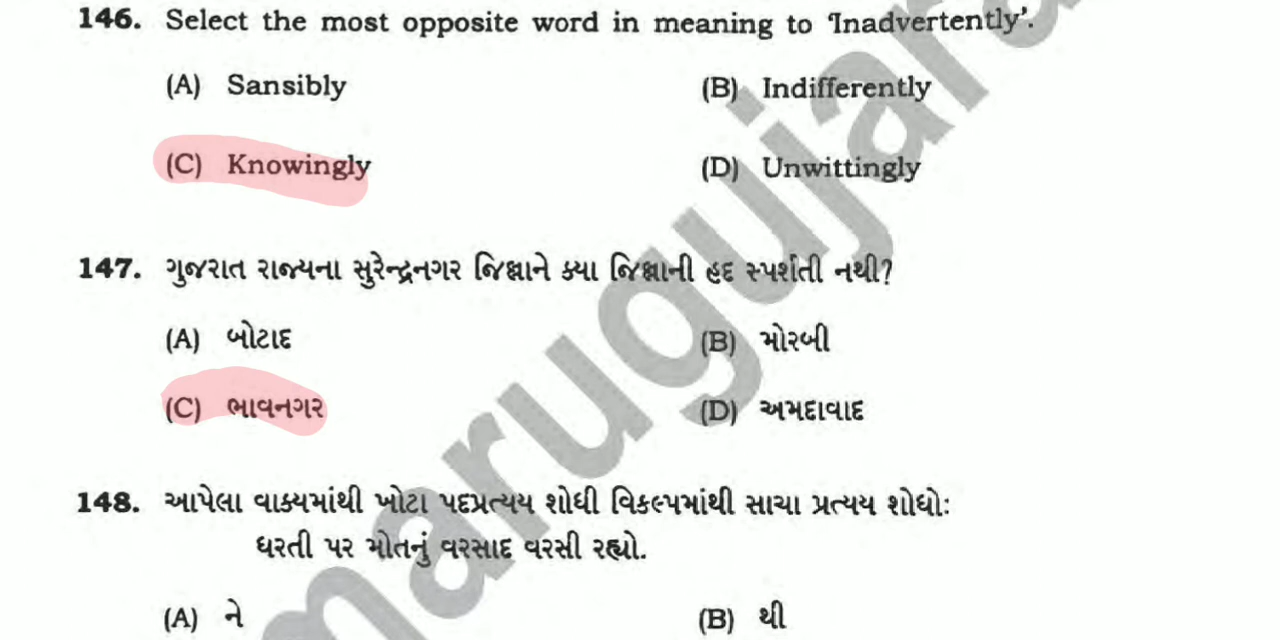 146. Select the most opposite word in meaning to 'Inadvertently'.
(A) Sansibly (B) Indifferently
(C) Knowingly (D) Unwittingly
147. ગુજરાત રાજ્યના સુરેન્દ્રનગર જિલ્લાને ક્યા જિલ્લાની હદ સ્પર્શતી નથી?
(A) બોટાદ (B) મોરબી
(C) ભાવનગર (D) અમદાવાદ
148. આપેલા વાક્યમાંથી ખોટા પદપ્રત્યય શોધી વિકલ્પમાંથી સાચા પ્રત્યય શોધોઃ
ધરતી પર મોતનું વરસાદ વરસી રહ્યો.
(A) ને (B) થી
marugujara